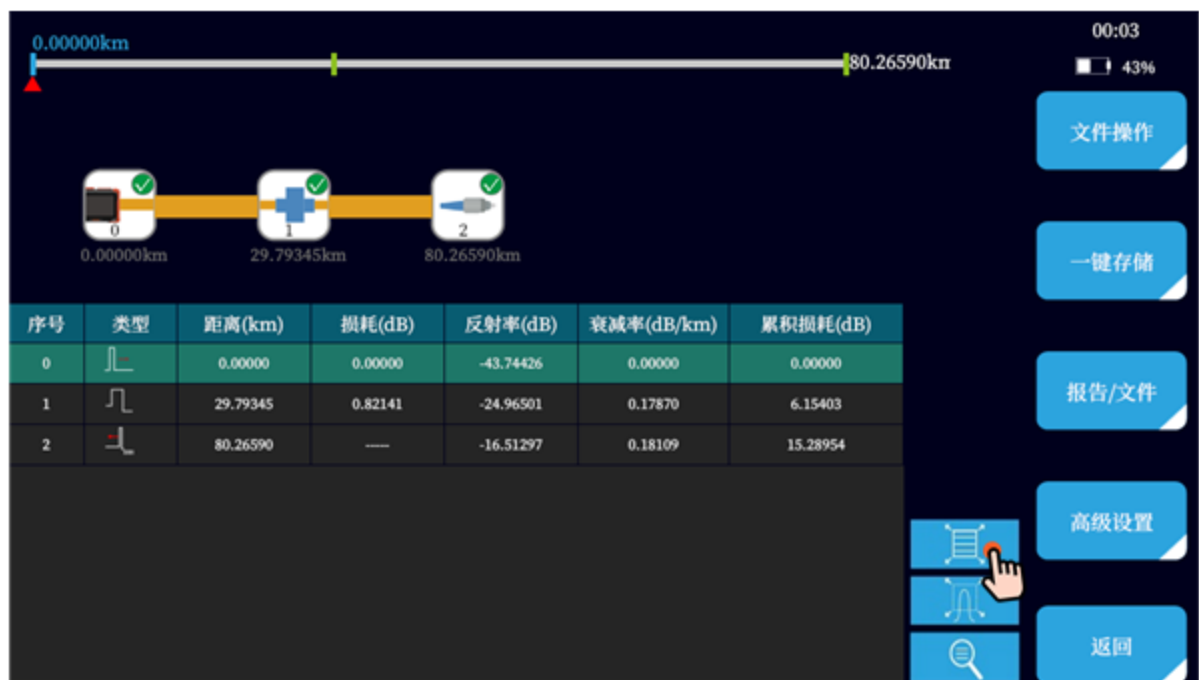 00:03
0.00000km
80.26590km
43%
文件操作
0
1
2
0.00000km
29.79345km
80.26590km
一键存储
序号 类型 距离(km) 损耗(dB) 反射率(dB) 衰减率(dB/km) 累积损耗(dB)
0 0.00000 0.00000 -43.74426 0.00000 0.00000
1 29.79345 0.82141 -24.96501 0.17870 6.15403
2 80.26590 ----- -16.51297 0.18109 15.28954
报告/文件
高级设置
返回